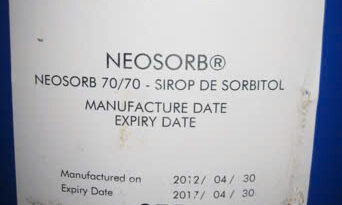 NEOSORB®
NEOSORB 70/70 - SIROP DE SORBITOL
MANUFACTURE DATE
EXPIRY DATE
Manufactured on 2012/ 04 / 30
Expiry Date 2017/ 04 / 30